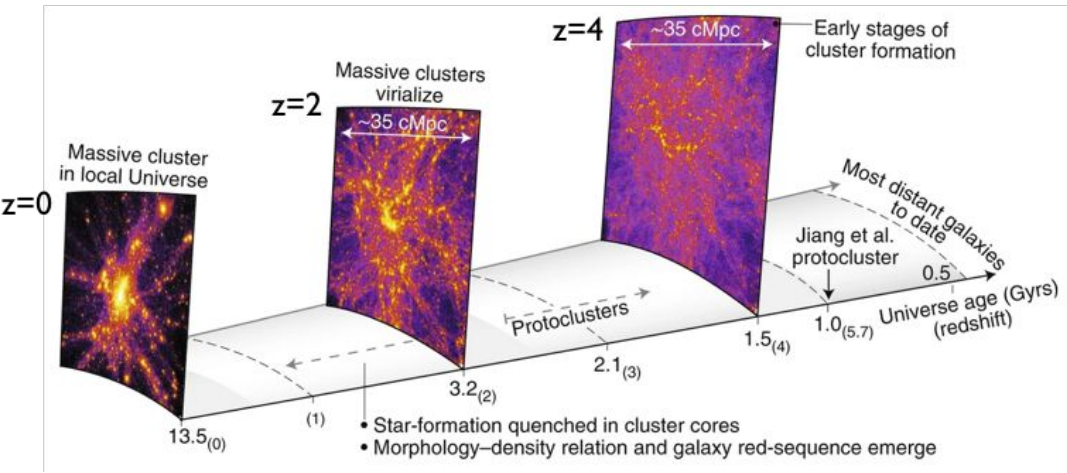 z=4
~35 cMpc
Early stages of
cluster formation
Massive clusters
virialize
z=2
~35 cMpc
Massive cluster
in local Universe
z=0
Most distant galaxies
to date
Jiang et al.
protocluster
0.5
Universe age (Gyrs)
(redshift)
Protoclusters
1.0(5.7)
1.5(4)
2.1(3)
3.2(2)
(1)
13.5(0)
• Star-formation quenched in cluster cores
• Morphology–density relation and galaxy red-sequence emerge